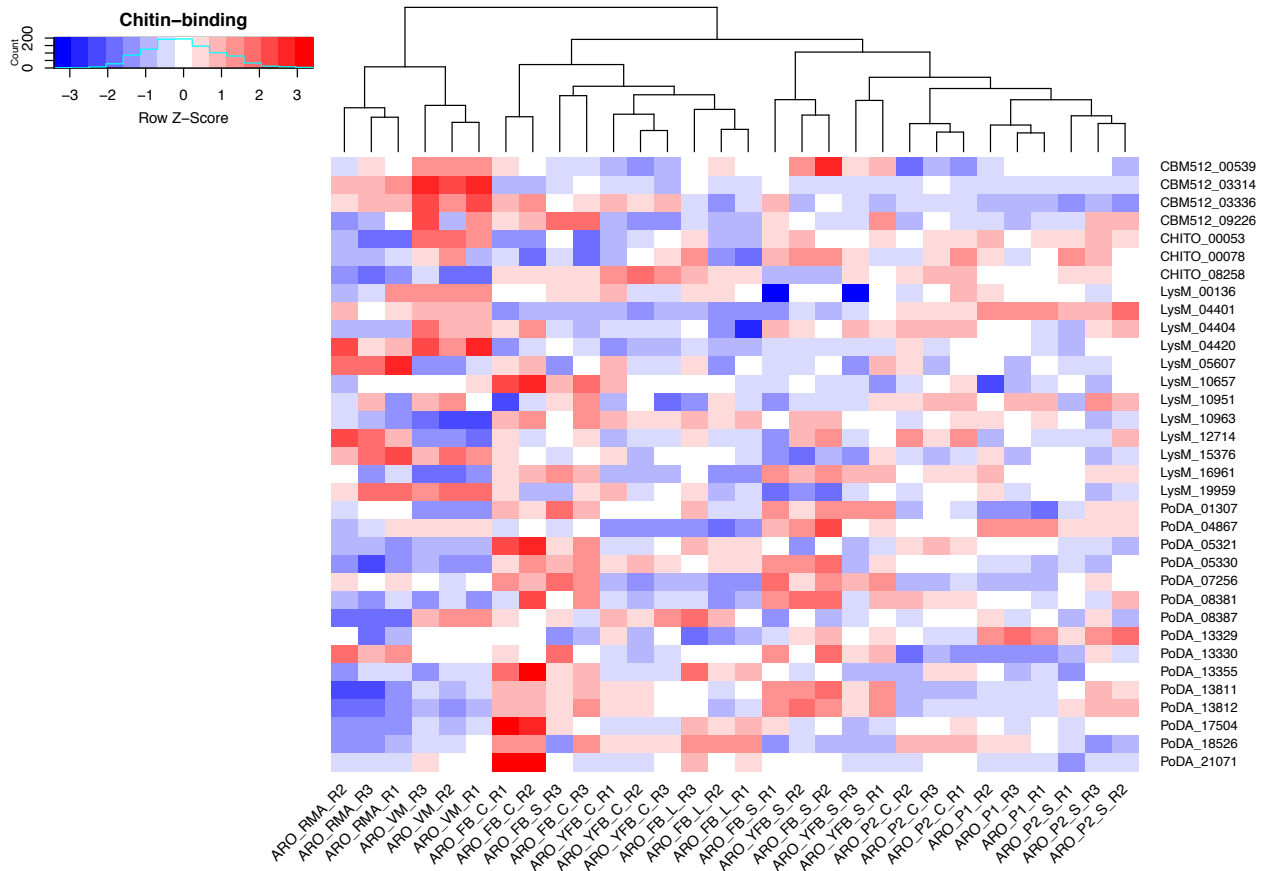 Chitin−binding
Count
0
200
−3 −2 −1 0 1 2 3
Row Z−Score
CBM512_00539
CBM512_03314
CBM512_03336
CBM512_09226
CHITO_00053
CHITO_00078
CHITO_08258
LysM_00136
LysM_04401
LysM_04404
LysM_04420
LysM_05607
LysM_10657
LysM_10951
LysM_10963
LysM_12714
LysM_15376
LysM_16961
LysM_19959
PoDA_01307
PoDA_04867
PoDA_05321
PoDA_05330
PoDA_07256
PoDA_08381
PoDA_08387
PoDA_13329
PoDA_13330
PoDA_13355
PoDA_13811
PoDA_13812
PoDA_17504
PoDA_18526
PoDA_21071
ARO_RMA_R2
ARO_RMA_R3
ARO_RMA_R1
ARO_VM_R3
ARO_VM_R2
ARO_VM_R1
ARO_FB_C_R1
ARO_FB_C_R2
ARO_FB_S_R3
ARO_FB_C_R3
ARO_YFB_C_R1
ARO_YFB_C_R2
ARO_YFB_C_R3
ARO_FB_L_R3
ARO_FB_L_R2
ARO_FB_L_R1
ARO_FB_S_R1
ARO_YFB_S_R2
ARO_FB_S_R2
ARO_YFB_S_R3
ARO_YFB_S_R1
ARO_P2_C_R2
ARO_P2_C_R3
ARO_P2_C_R1
ARO_P1_R2
ARO_P1_R3
ARO_P1_R1
ARO_P2_S_R1
ARO_P2_S_R3
ARO_P2_S_R2